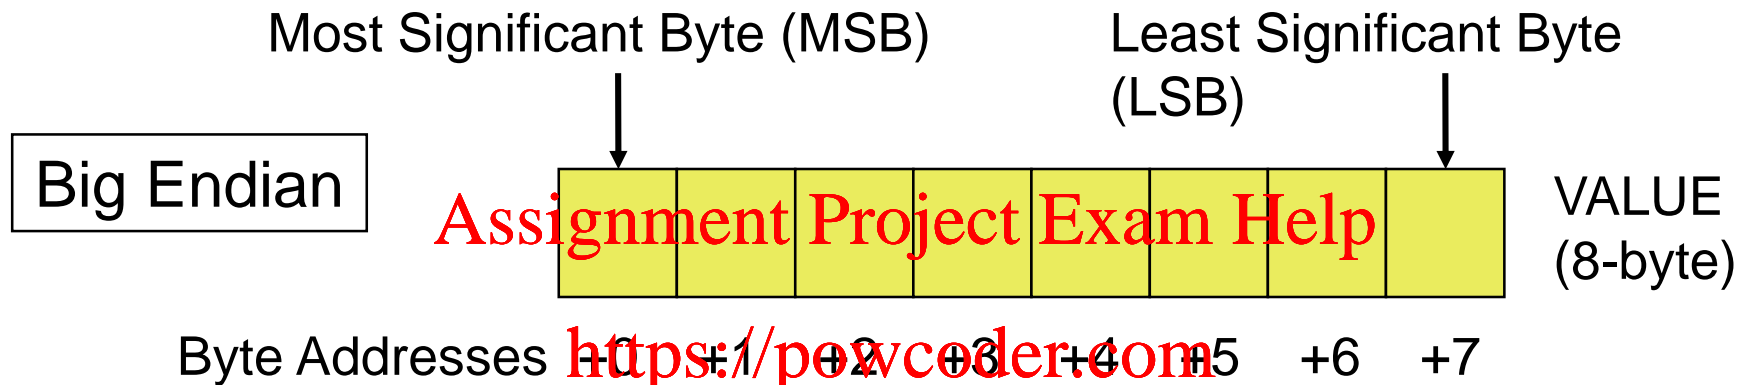 Most Significant Byte (MSB)
Least Significant Byte
(LSB)
Big Endian
Assignment Project Exam Help
VALUE
(8-byte)
Byte Addresses +0 +1 +2 +3 +4 +5 +6 +7
https://powcoder.com